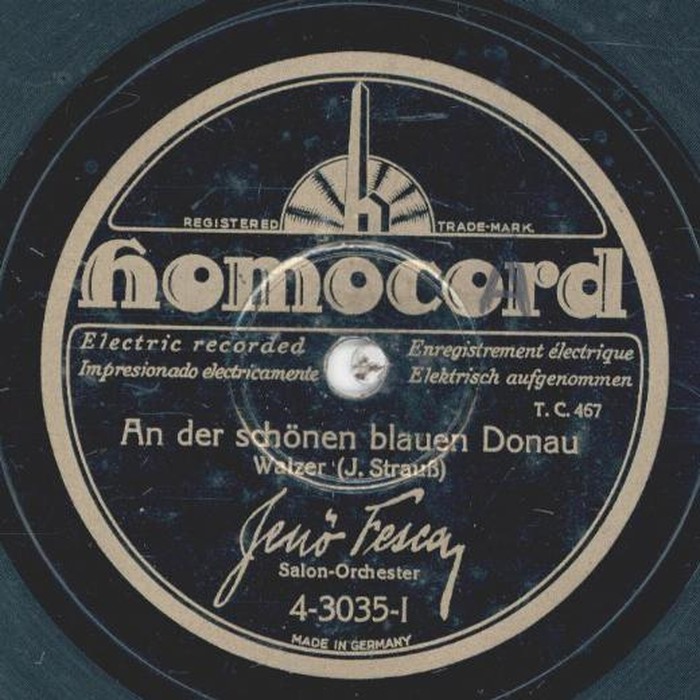 REGISTERED TRADE-MARK.
homocord
Electric recorded
Impresionado electricamente
Enregistrement électrique
Elektrisch aufgenommen
T. C. 467
An der schönen blauen Donau
Walzer (J. Strauß)
Jenö Fesca
Salon-Orchester
4-3035-I
MADE IN GERMANY